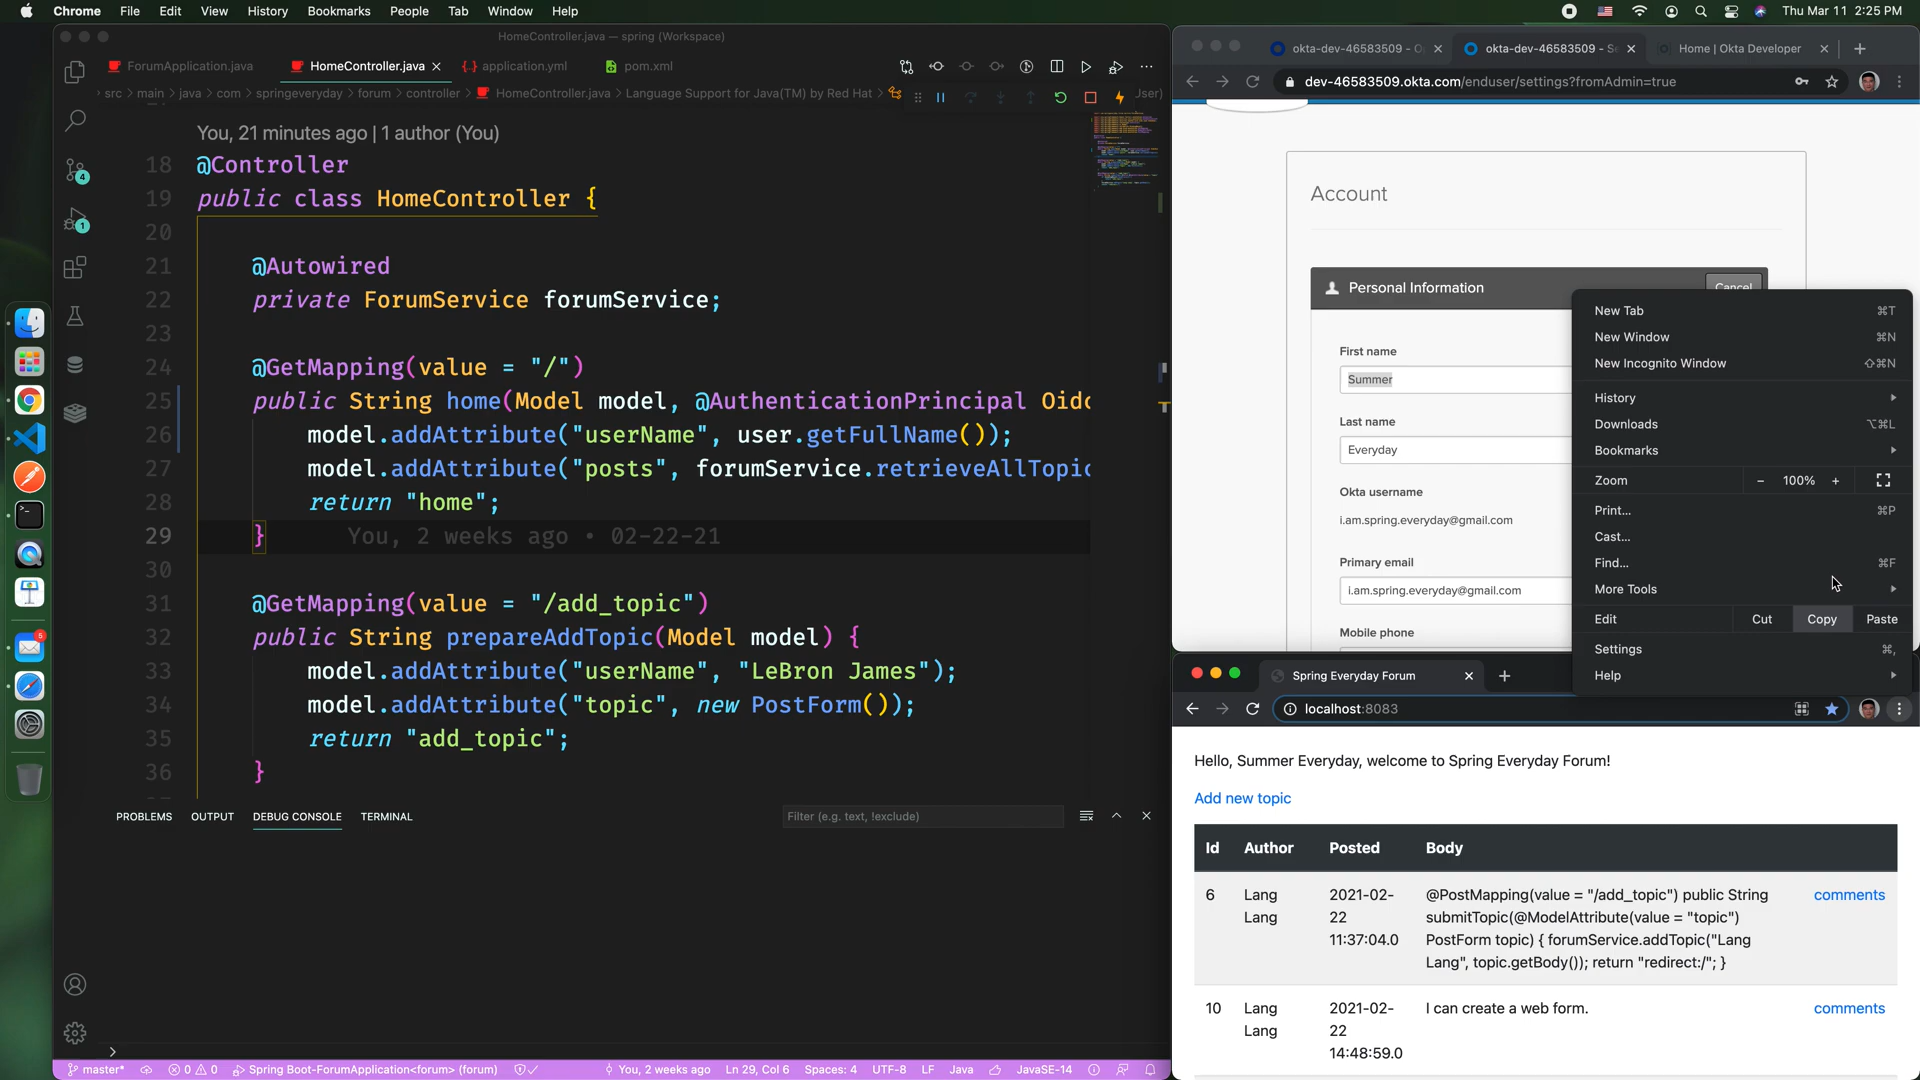 Chrome File Edit View History Bookmarks People Tab Window Help
Thu Mar 11 2:25 PM
HomeController.java — spring (Workspace)
ForumApplication.java
HomeController.java
application.yml
pom.xml
src > main > java > com > springeveryday > forum > controller > HomeController.java > Language Support for Java(TM) by Red Hat >
You, 21 minutes ago | 1 author (You)
18 @Controller
19 public class HomeController {
20
21 @Autowired
22 private ForumService forumService;
23
24 @GetMapping(value = "/")
25 public String home(Model model, @AuthenticationPrincipal Oidc
26 model.addAttribute("userName", user.getFullName());
27 model.addAttribute("posts", forumService.retrieveAllTopic
28 return "home";
29 } You, 2 weeks ago • 02-22-21
30
31 @GetMapping(value = "/add_topic")
32 public String prepareAddTopic(Model model) {
33 model.addAttribute("userName", "LeBron James");
34 model.addAttribute("topic", new PostForm());
35 return "add_topic";
36 }
PROBLEMS OUTPUT DEBUG CONSOLE TERMINAL
Filter (e.g. text, !exclude)
master* 0 0 Spring Boot-ForumApplication<forum> (forum) You, 2 weeks ago Ln 29, Col 6 Spaces: 4 UTF-8 LF Java JavaSE-14
4
1
5
okta-dev-46583509 - O
okta-dev-46583509 - Se
Home | Okta Developer
dev-46583509.okta.com/enduser/settings?fromAdmin=true
Account
Personal Information
Cancel
First name
Summer
Last name
Everyday
Okta username
i.am.spring.everyday@gmail.com
Primary email
i.am.spring.everyday@gmail.com
Mobile phone
New Tab ⌘T
New Window ⌘N
New Incognito Window ⇧⌘N
History
Downloads ⌥⌘L
Bookmarks
Zoom − 100% +
Print... ⌘P
Cast...
Find... ⌘F
More Tools
Edit Cut Copy Paste
Settings ⌘,
Help
Spring Everyday Forum
localhost:8083
Hello, Summer Everyday, welcome to Spring Everyday Forum!
Add new topic
Id Author Posted Body
6 Lang 2021-02- @PostMapping(value = "/add_topic") public String comments
Lang 22 submitTopic(@ModelAttribute(value = "topic")
11:37:04.0 PostForm topic) { forumService.addTopic("Lang
Lang", topic.getBody()); return "redirect:/"; }
10 Lang 2021-02- I can create a web form. comments
Lang 22
14:48:59.0